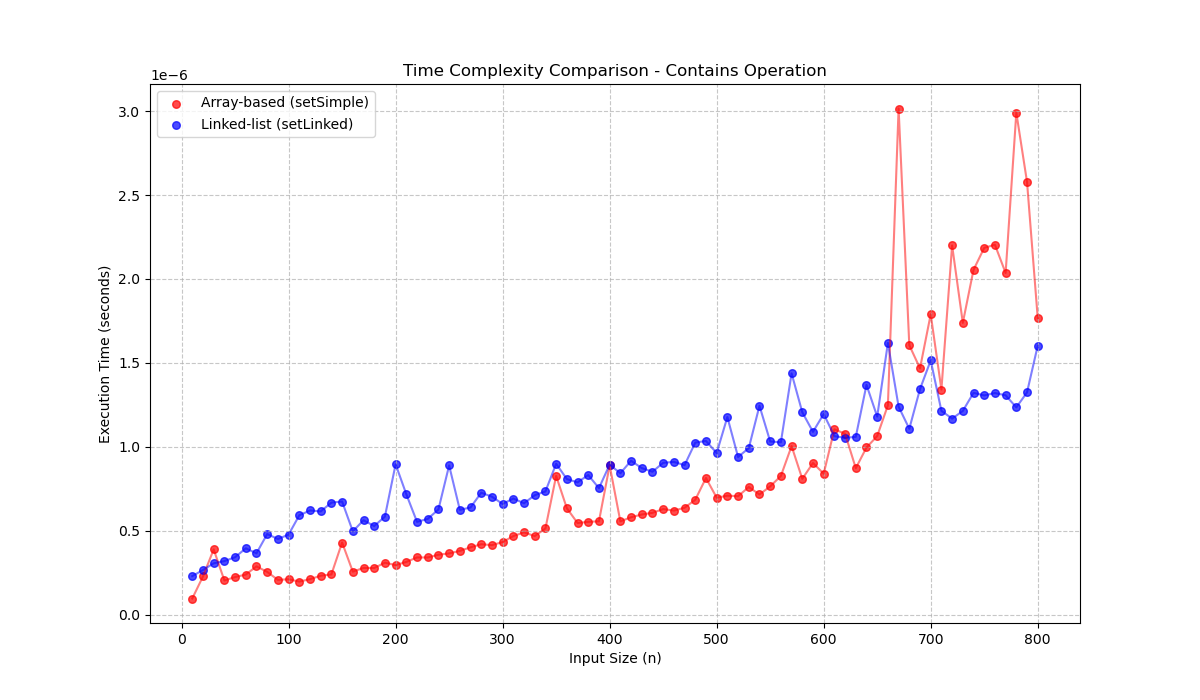 Time Complexity Comparison - Contains Operation
1e−6
Array-based (setSimple)
Linked-list (setLinked)
3.0
2.5
2.0
1.5
1.0
0.5
0.0
Execution Time (seconds)
0 100 200 300 400 500 600 700 800
Input Size (n)